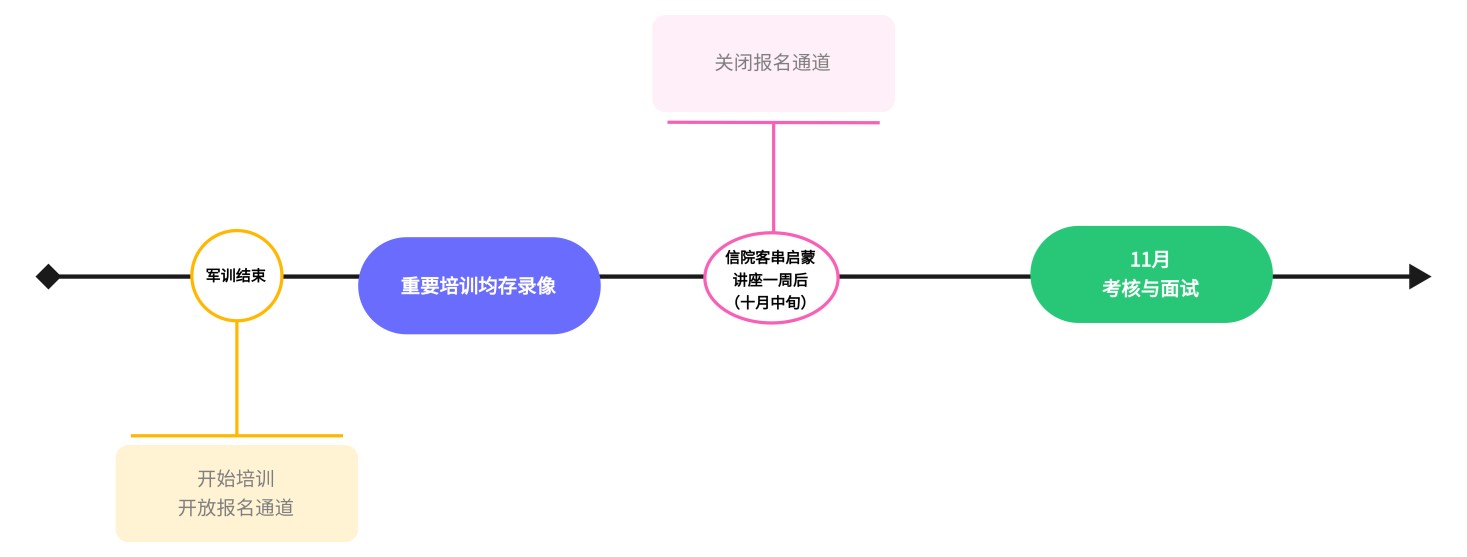 关闭报名通道
军训结束
重要培训均存录像
信院客串启蒙
讲座一周后
（十月中旬）
11月
考核与面试
开始培训
开放报名通道